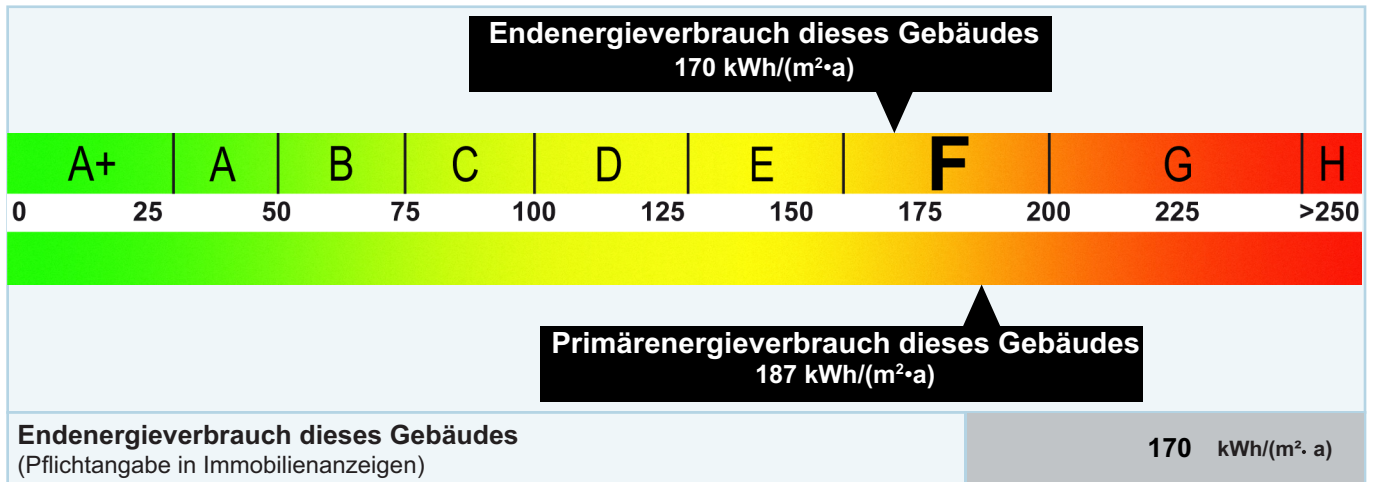 Endenergieverbrauch dieses Gebäudes
170 kWh/(m²•a)
A+ A B C D E F G H
0 25 50 75 100 125 150 175 200 225 >250
Primärenergieverbrauch dieses Gebäudes
187 kWh/(m²•a)
Endenergieverbrauch dieses Gebäudes
(Pflichtangabe in Immobilienanzeigen)
170 kWh/(m²· a)